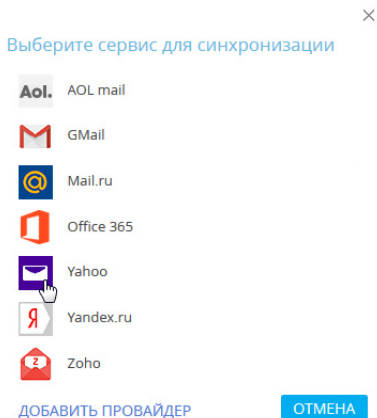 Выберите сервис для синхронизации
Aol. AOL mail
GMail
@ Mail.ru
Office 365
Yahoo
Я Yandex.ru
Z Zoho
ДОБАВИТЬ ПРОВАЙДЕР ОТМЕНА